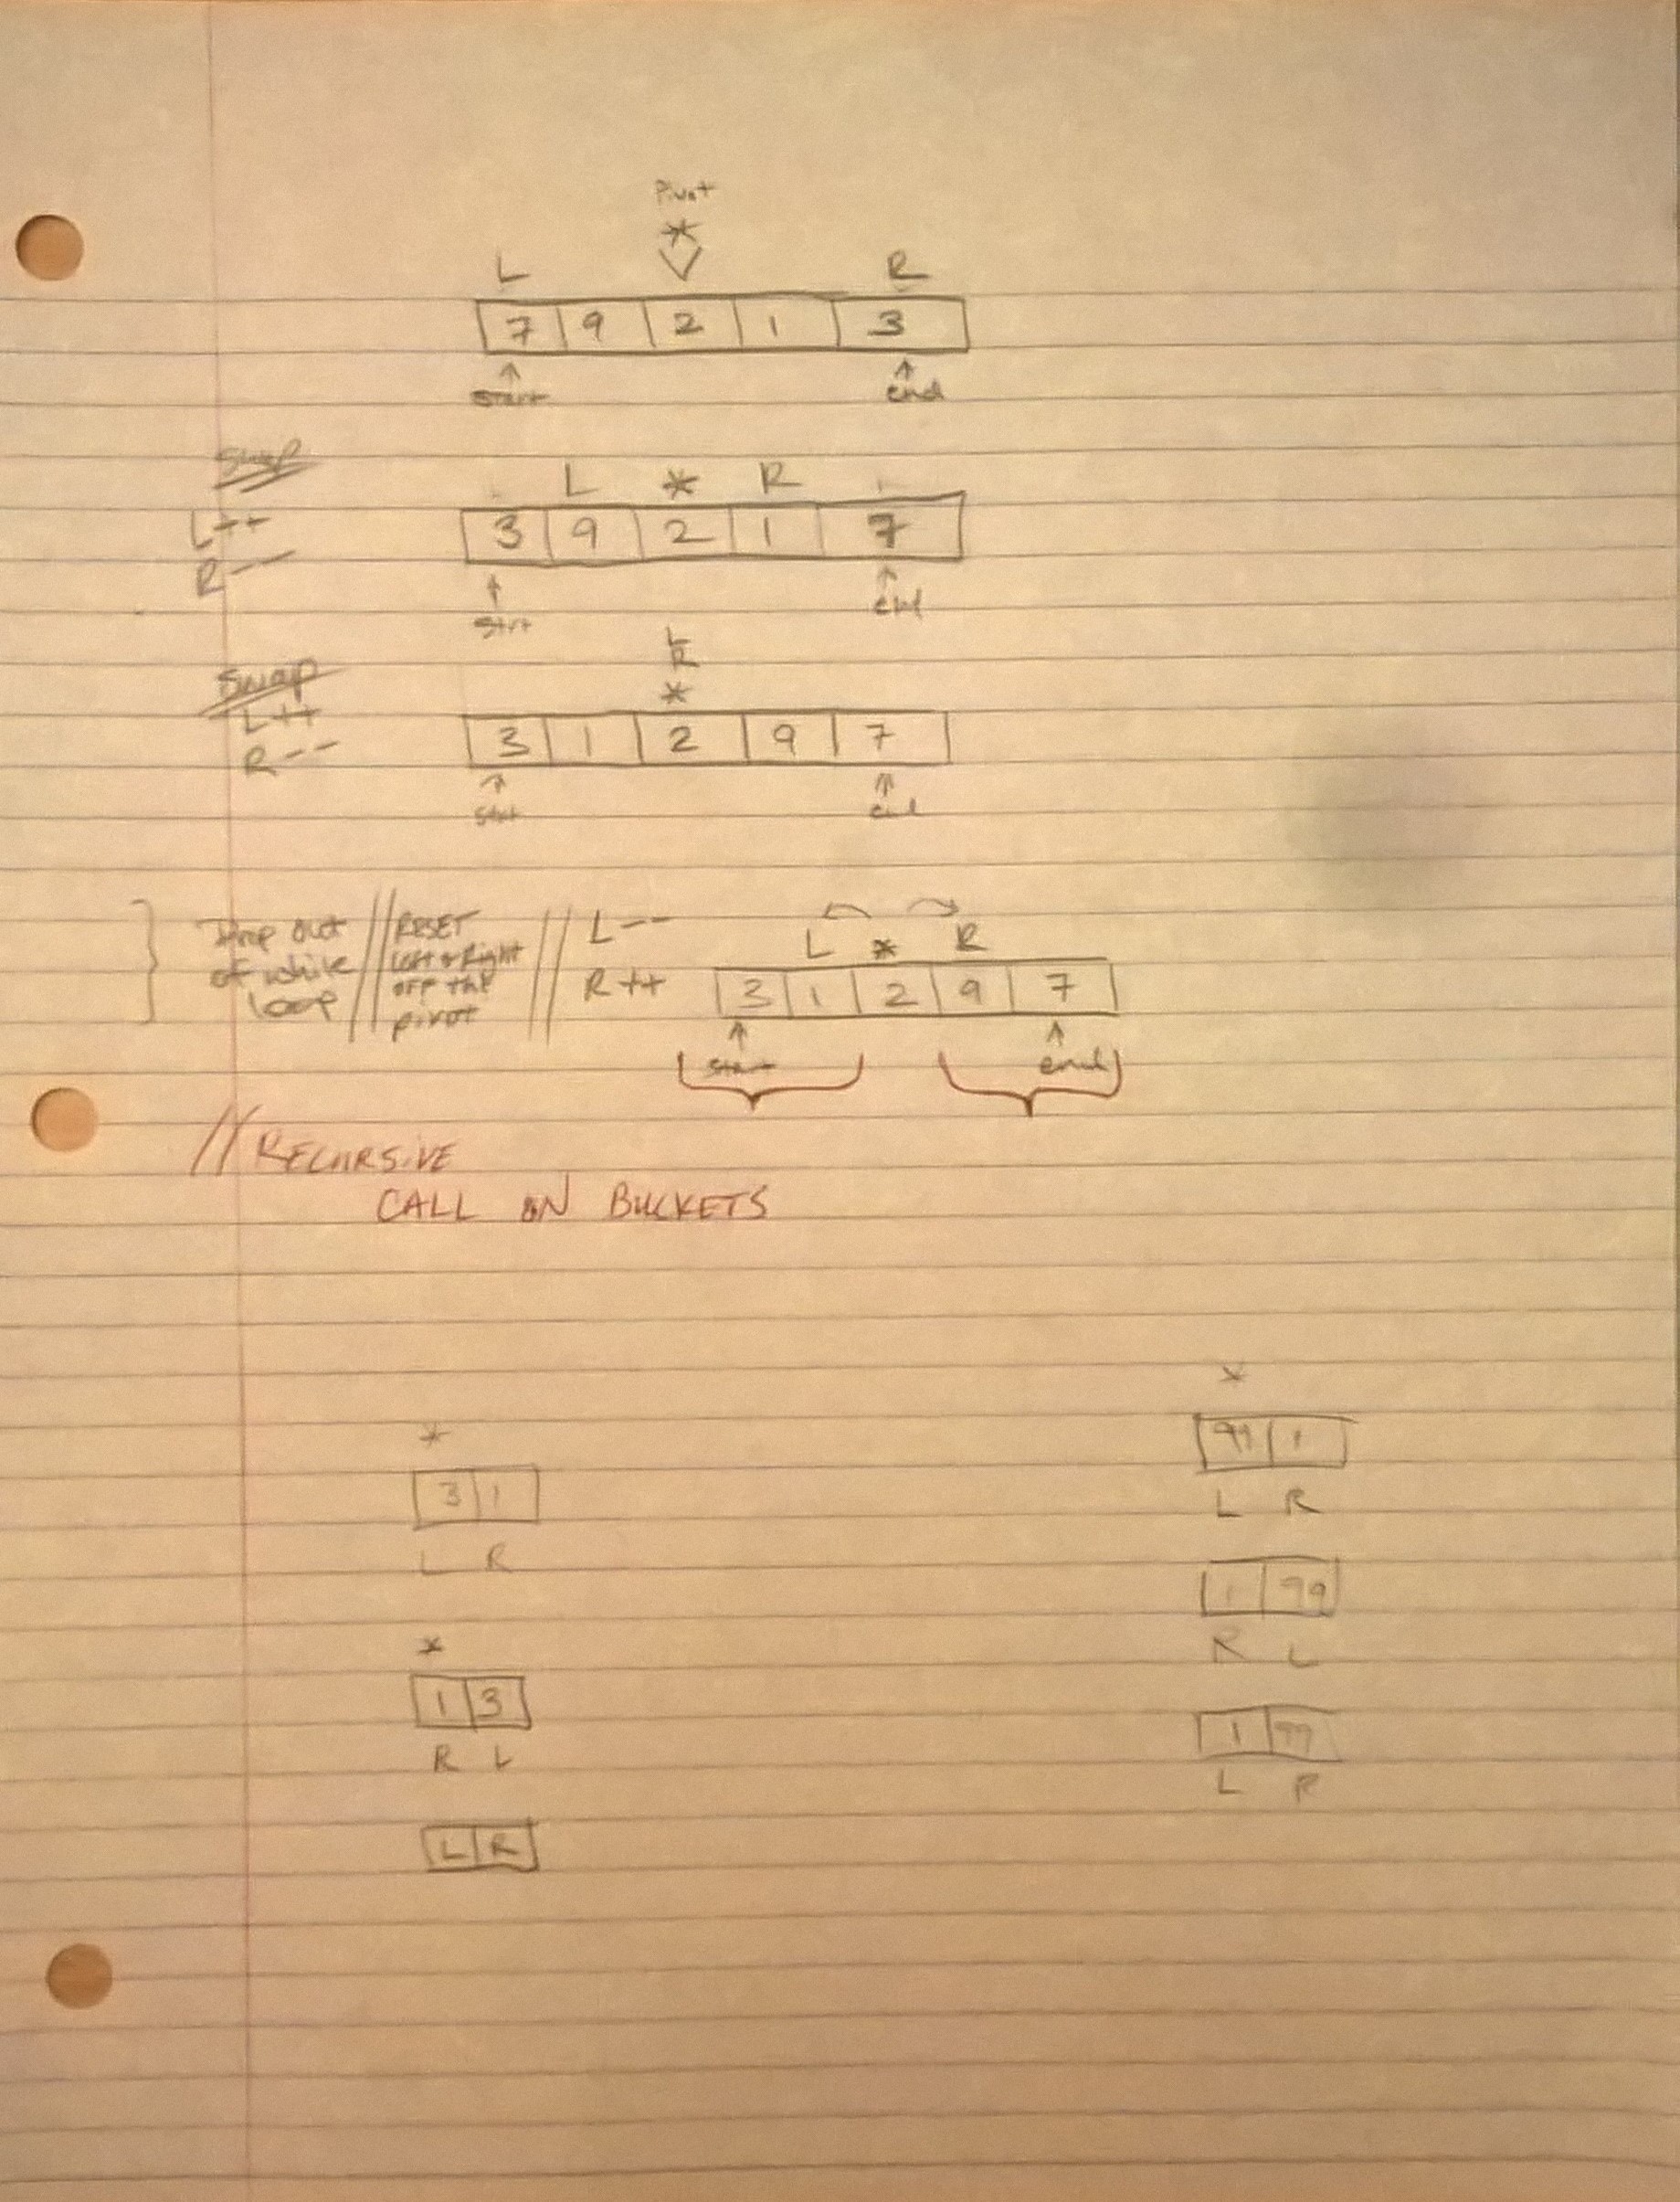 Pivot
*
L R
7 9 2 1 3
start end
Swap
L * R
L++
3 9 2 1 7
R--
start end
L
R
Swap
*
L++
3 1 2 9 7
R--
start end
Drop out // RESET // L--
of while Left & Right L * R
loop off the R++ 3 1 2 9 7
pivot
start end
// RECURSIVE
CALL ON BUCKETS
*
99 1
L R
*
3 1
L R
1 99
R L
*
1 3
R L
1 99
L R
L R